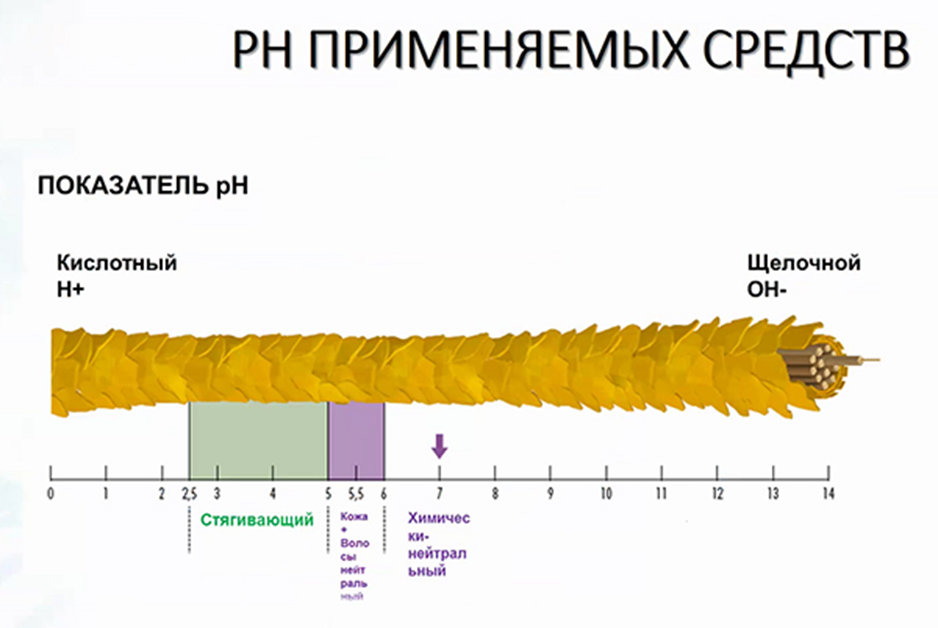 РН ПРИМЕНЯЕМЫХ СРЕДСТВ
ПОКАЗАТЕЛЬ pH
Кислотный
H+
Щелочной
OH-
0 1 2 2,5 3 4 5 5,5 6 7 8 9 10 11 12 13 14
Стягивающий
Кожа
+
Воло
сы
нейт
раль
ный
Химичес
ки-
нейтрал
ьный